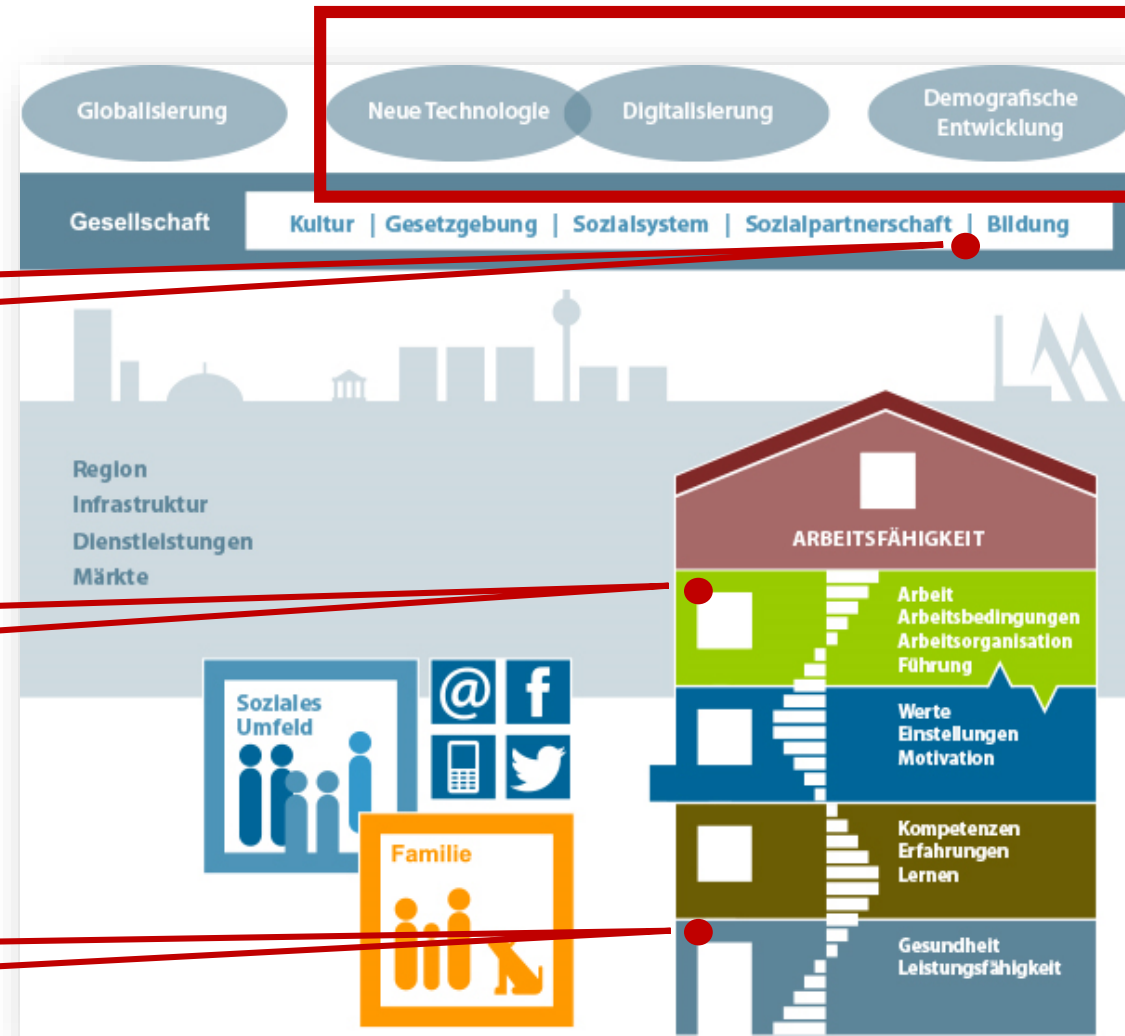 Globalisierung
Neue Technologie
Digitalisierung
Demografische
Entwicklung
Gesellschaft
Kultur | Gesetzgebung | Sozialsystem | Sozialpartnerschaft | Bildung
Region
Infrastruktur
Dienstleistungen
Märkte
ARBEITSFÄHIGKEIT
Arbeit
Arbeitsbedingungen
Arbeitsorganisation
Führung
Soziales
Umfeld
@ f
Werte
Einstellungen
Motivation
Familie
Kompetenzen
Erfahrungen
Lernen
Gesundheit
Leistungsfähigkeit